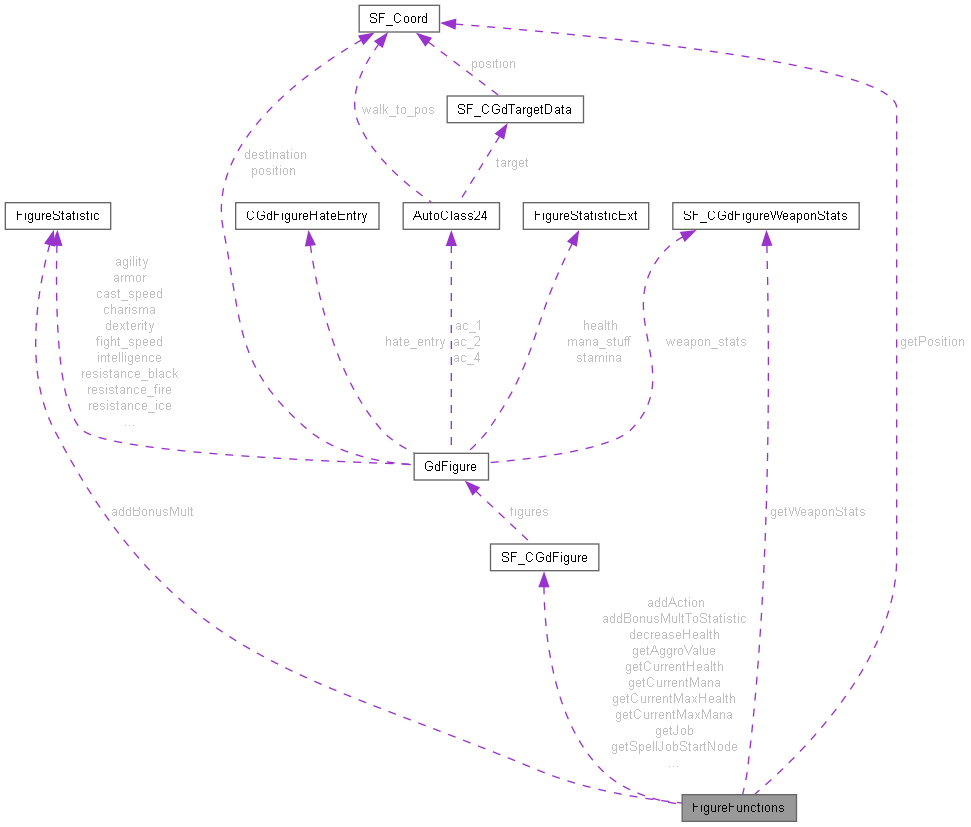 SF_Coord
position
SF_CGdTargetData
walk_to_pos
destination
position
target
FigureStatistic
CGdFigureHateEntry
AutoClass24
FigureStatisticExt
SF_CGdFigureWeaponStats
agility
armor
cast_speed
charisma
dexterity
fight_speed
intelligence
resistance_black
resistance_fire
resistance_ice
...
hate_entry
ac_1
ac_2
ac_4
health
mana_stuff
stamina
weapon_stats
getPosition
GdFigure
addBonusMult
figures
getWeaponStats
SF_CGdFigure
addAction
addBonusMultToStatistic
decreaseHealth
getAggroValue
getCurrentHealth
getCurrentMana
getCurrentMaxHealth
getCurrentMaxMana
getJob
getSpellJobStartNode
...
FigureFunctions